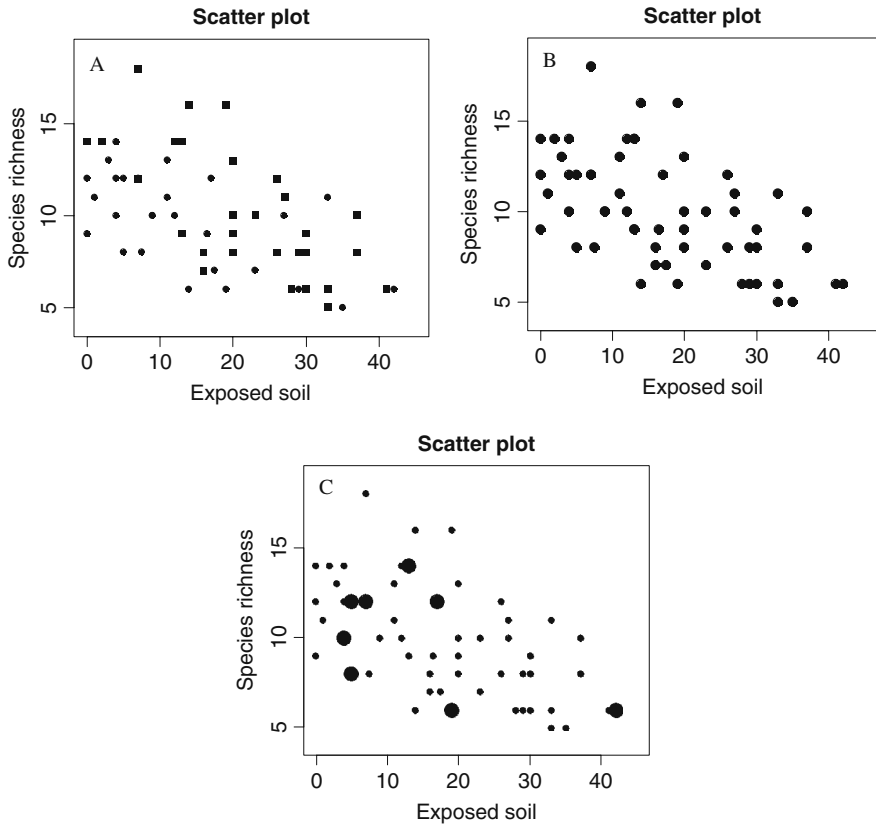 Scatter plot
A
Species richness
15
10
5
0 10 20 30 40
Exposed soil
Scatter plot
B
Species richness
15
10
5
0 10 20 30 40
Exposed soil
Scatter plot
C
Species richness
15
10
5
0 10 20 30 40
Exposed soil